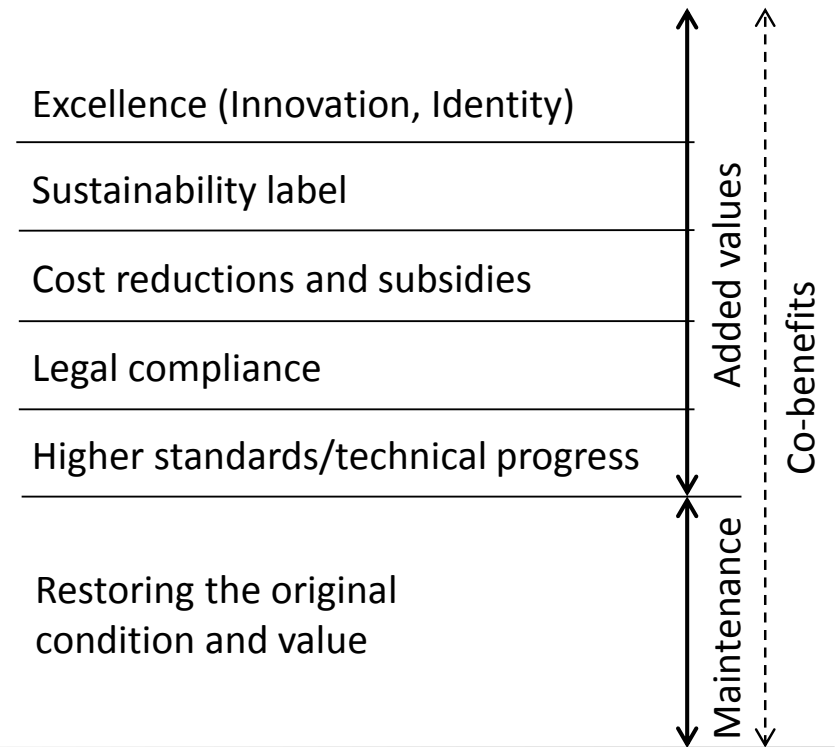 Excellence (Innovation, Identity)
Sustainability label
Cost reductions and subsidies
Legal compliance
Higher standards/technical progress
Restoring the original
condition and value
Added values
Maintenance
Co-benefits